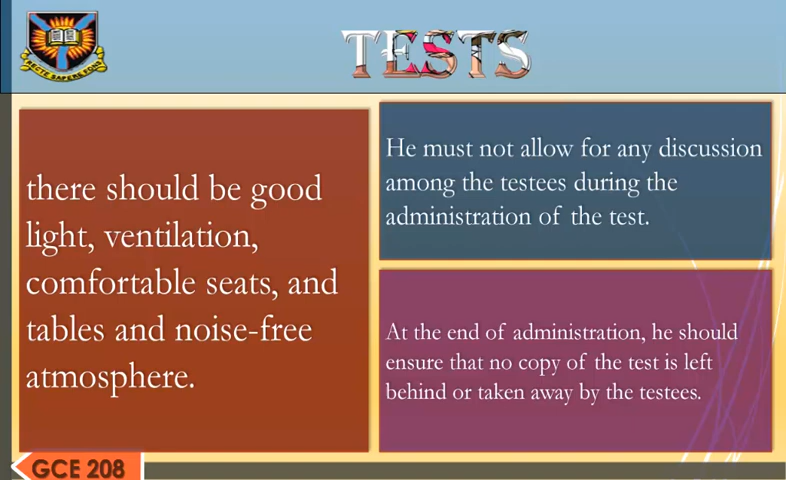 TESTS
there should be good
light, ventilation,
comfortable seats, and
tables and noise-free
atmosphere.
He must not allow for any discussion
among the testees during the
administration of the test.
At the end of administration, he should
ensure that no copy of the test is left
behind or taken away by the testees.
GCE 208